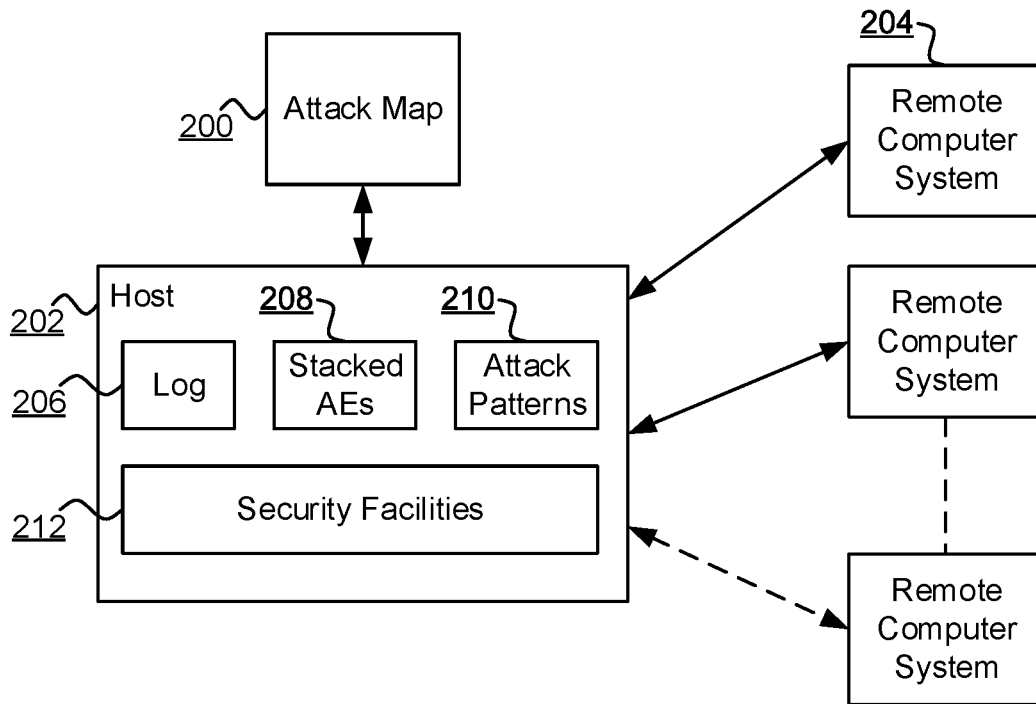 204
Remote
Computer
System
200
Attack Map
Host
202
208
210
Log
206
Stacked
AEs
Attack
Patterns
Remote
Computer
System
Security Facilities
212
Remote
Computer
System